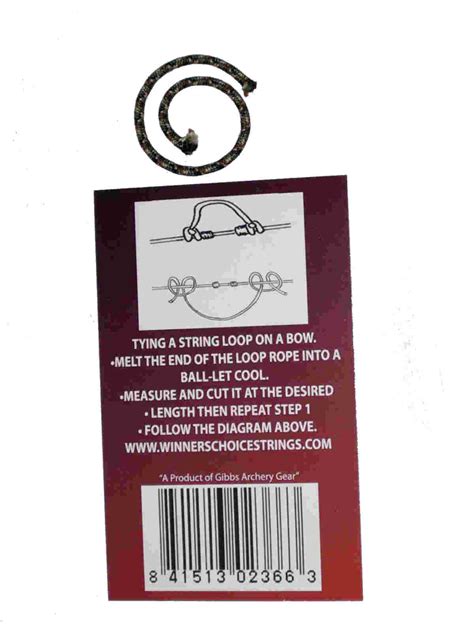 TYING A STRING LOOP ON A BOW.
•MELT THE END OF THE LOOP ROPE INTO A
BALL-LET COOL.
•MEASURE AND CUT IT AT THE DESIRED
• LENGTH THEN REPEAT STEP 1
• FOLLOW THE DIAGRAM ABOVE.
WWW.WINNERSCHOICESTRINGS.COM
"A Product of Gibbs Archery Gear"
8 41513 02366 3